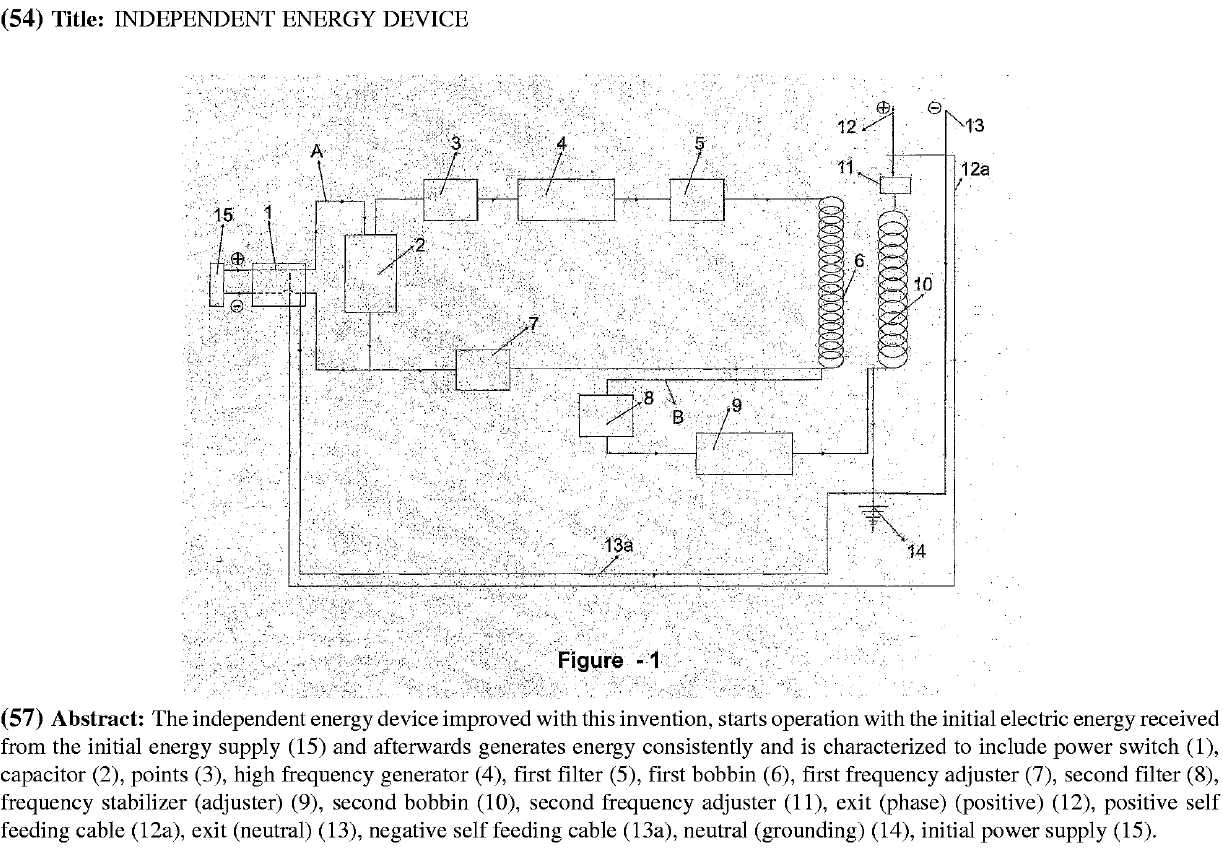 (54) Title: INDEPENDENT ENERGY DEVICE
⊕ ⊖
12 13
3 4 5
A
11 12a
15 1
2
⊕
6
10
⊖
7
8 B 9
13a
14
Figure - 1
(57) Abstract: The independent energy device improved with this invention, starts operation with the initial electric energy received
from the initial energy supply (15) and afterwards generates energy consistently and is characterized to include power switch (1),
capacitor (2), points (3), high frequency generator (4), first filter (5), first bobbin (6), first frequency adjuster (7), second filter (8),
frequency stabilizer (adjuster) (9), second bobbin (10), second frequency adjuster (11), exit (phase) (positive) (12), positive self
feeding cable (12a), exit (neutral) (13), negative self feeding cable (13a), neutral (grounding) (14), initial power supply (15).